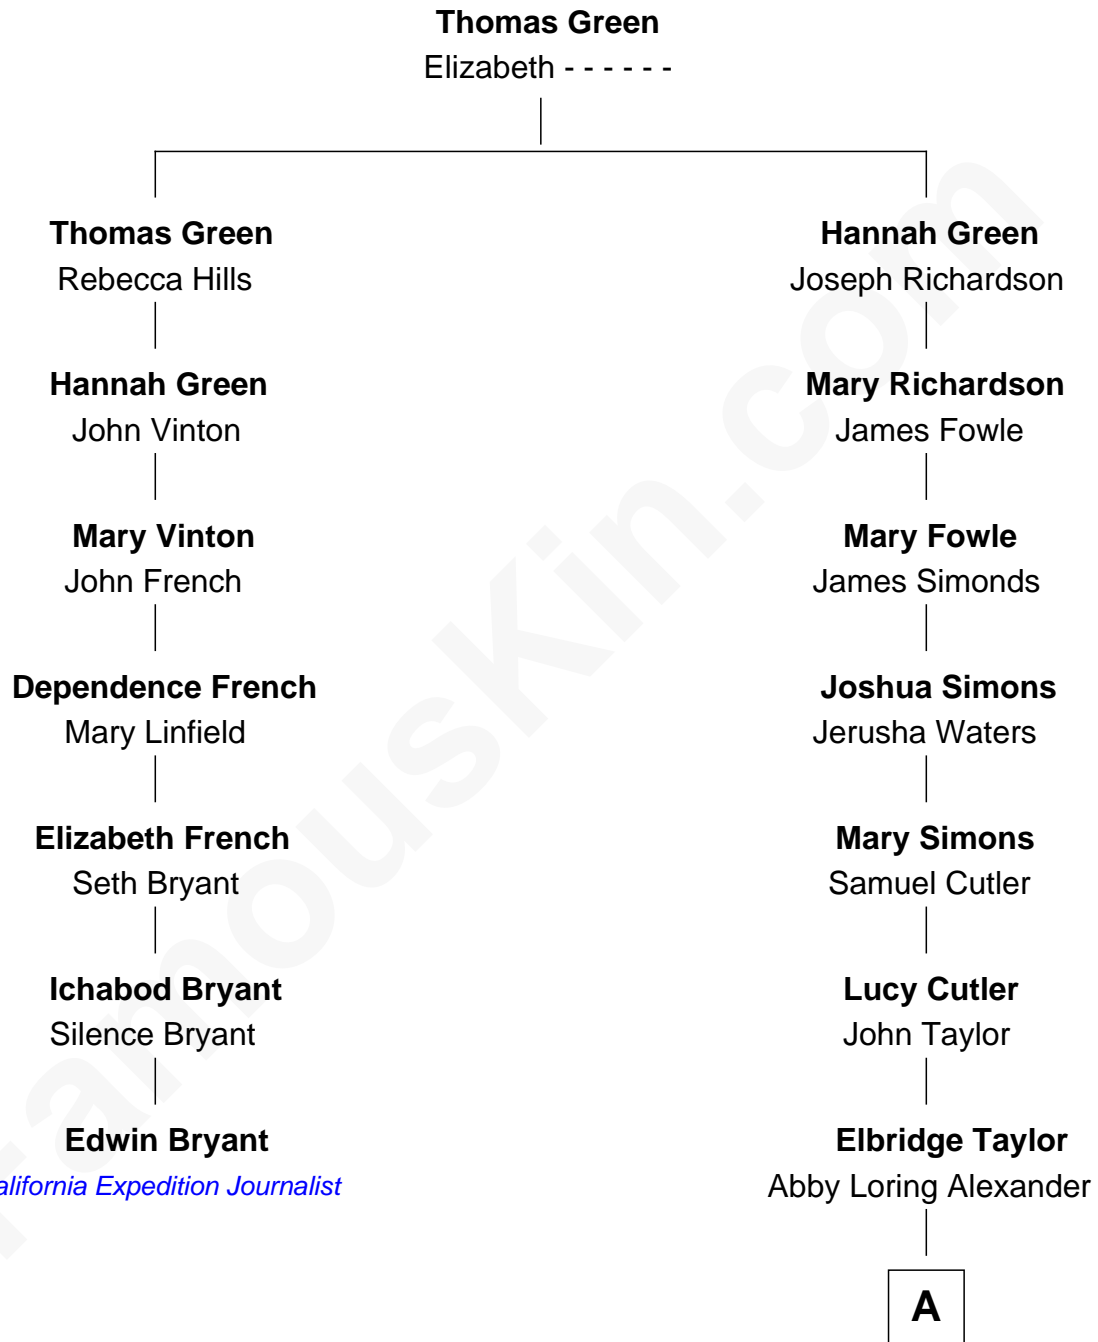 Thomas Green
Elizabeth - - - - - -
Thomas Green
Rebecca Hills
Hannah Green
Joseph Richardson
Hannah Green
John Vinton
Mary Richardson
James Fowle
Mary Vinton
John French
Mary Fowle
James Simonds
Dependence French
Mary Linfield
Joshua Simons
Jerusha Waters
Elizabeth French
Seth Bryant
Mary Simons
Samuel Cutler
Ichabod Bryant
Silence Bryant
Lucy Cutler
John Taylor
Edwin Bryant
alifornia Expedition Journalist
Elbridge Taylor
Abby Loring Alexander
A
FamousKin.com